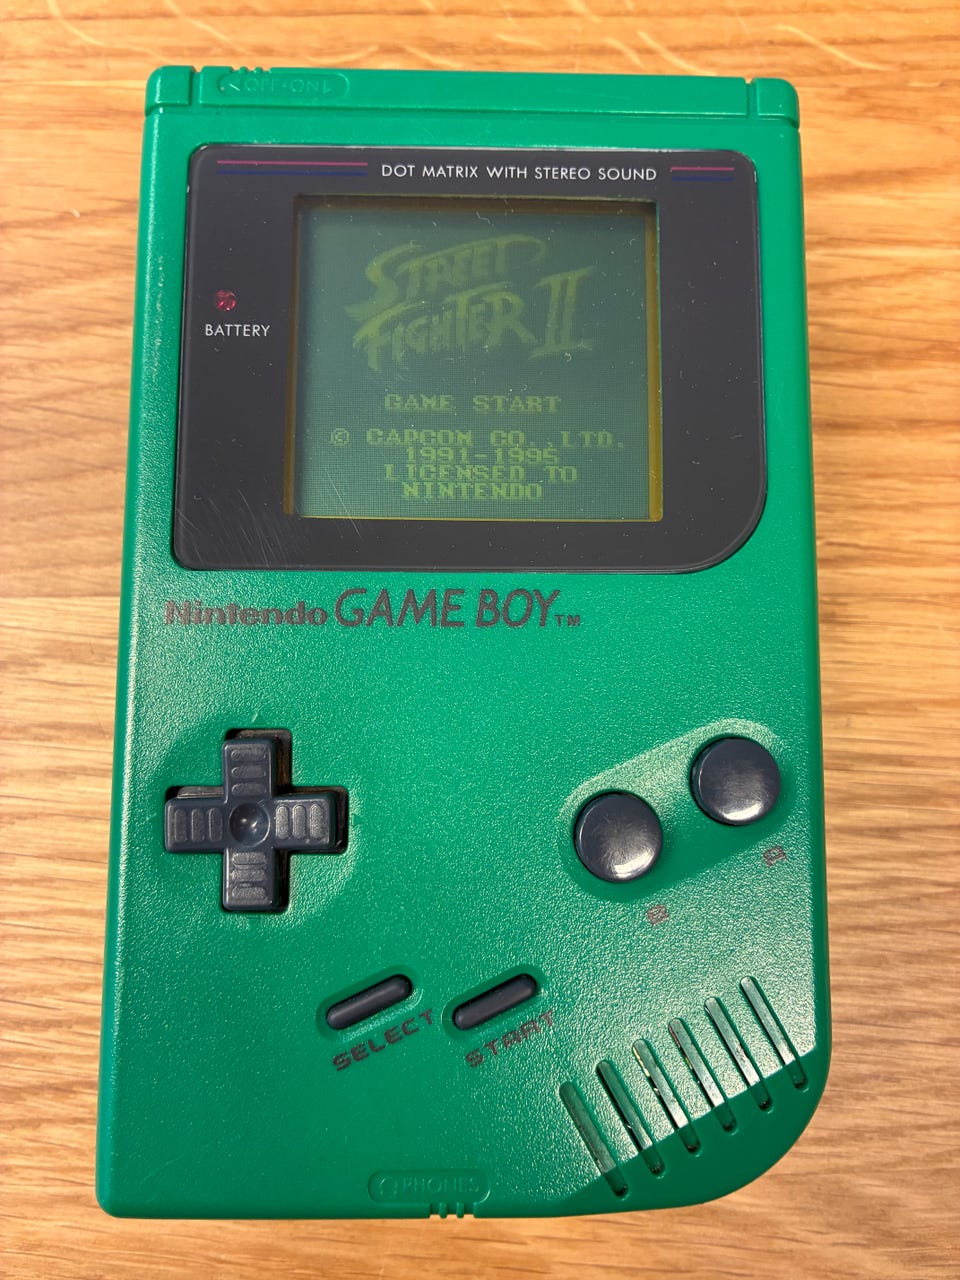 OFF•ON
DOT MATRIX WITH STEREO SOUND
BATTERY
STREET
FIGHTER II
GAME START
© CAPCOM CO.,LTD.
1991-1995
LICENSED TO
NINTENDO
Nintendo GAME BOY™
A
B
SELECT
START
PHONES